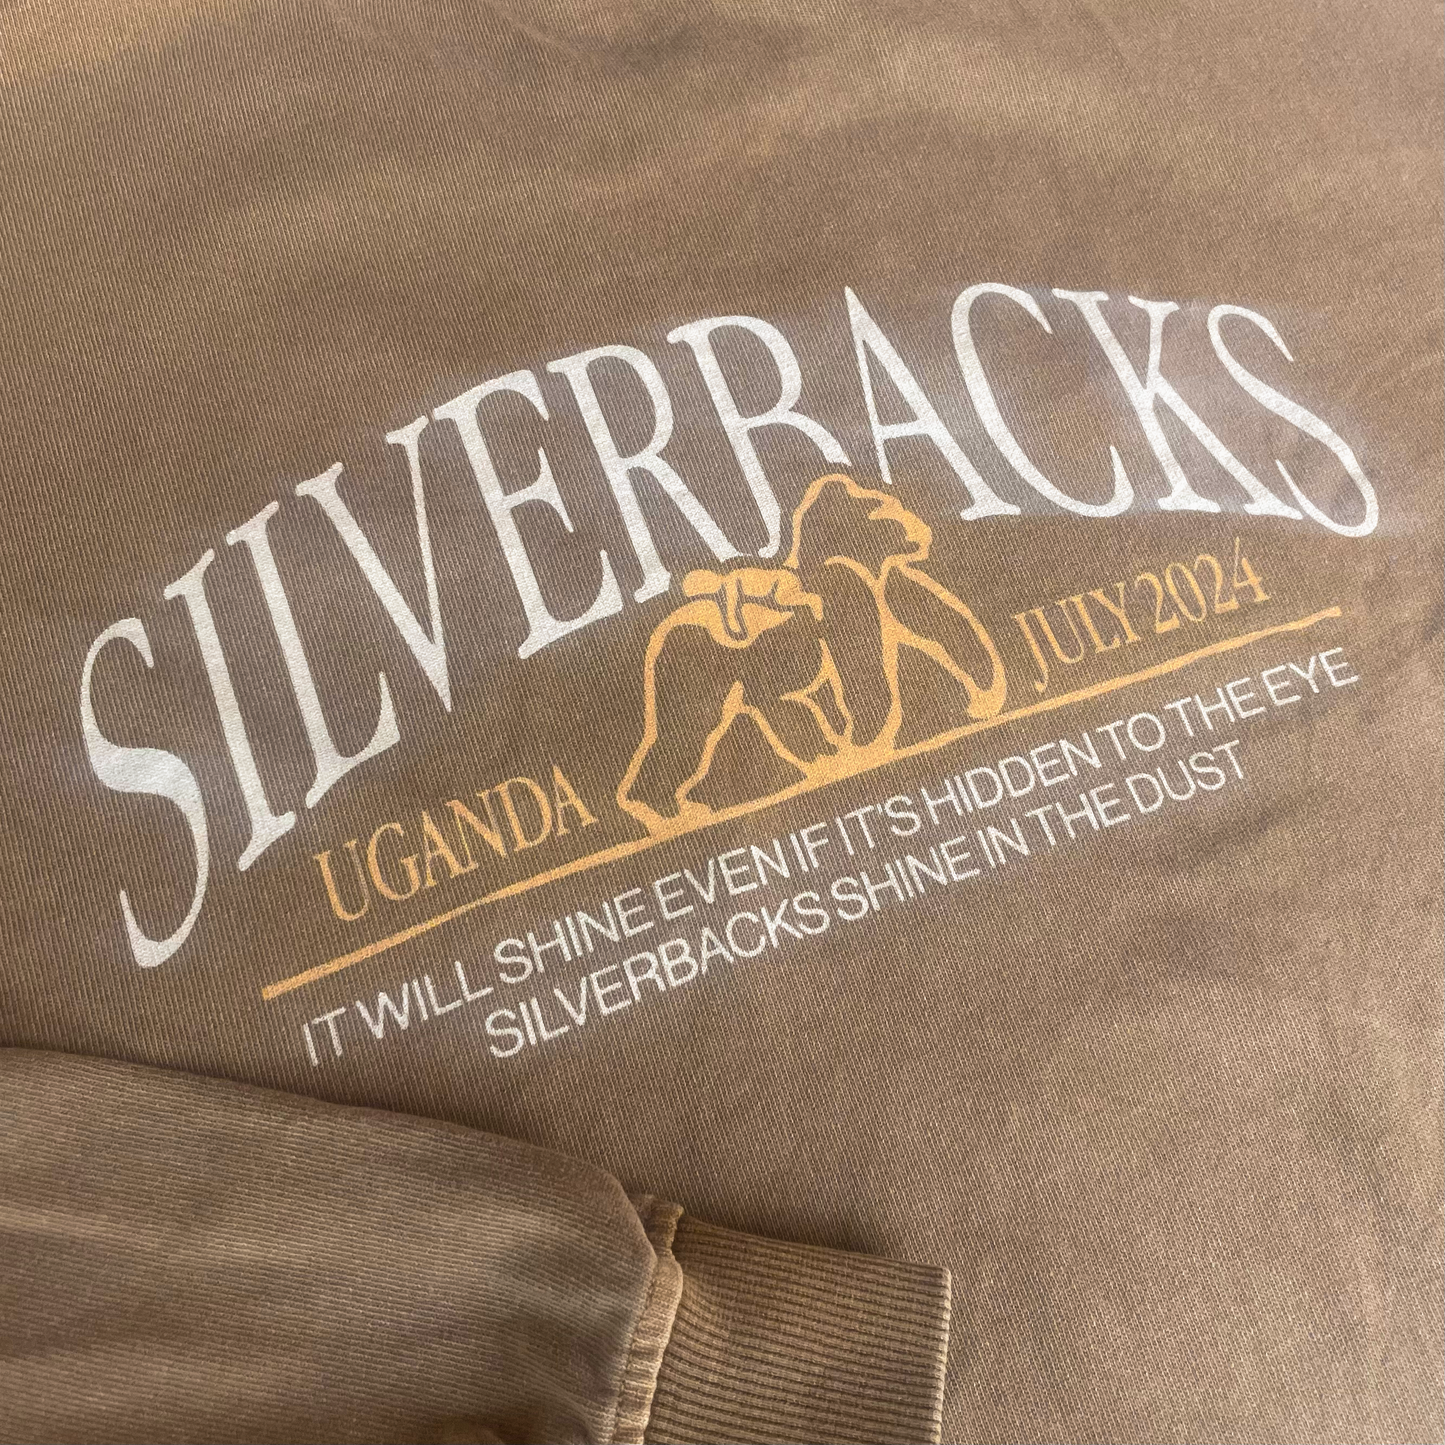 SILVERBACKS
UGANDA JULY 2024
IT WILL SHINE EVEN IF IT'S HIDDEN TO THE EYE
SILVERBACKS SHINE IN THE DUST